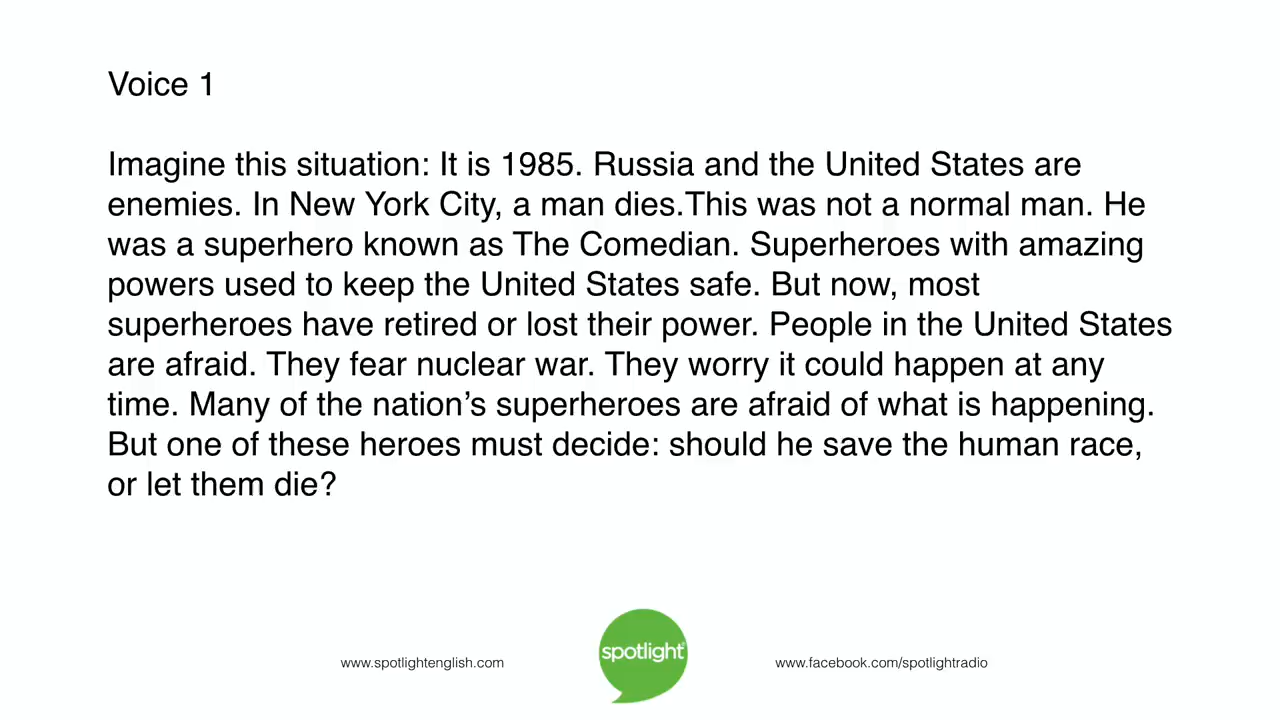 Voice 1
Imagine this situation: It is 1985. Russia and the United States are
enemies. In New York City, a man dies.This was not a normal man. He
was a superhero known as The Comedian. Superheroes with amazing
powers used to keep the United States safe. But now, most
superheroes have retired or lost their power. People in the United States
are afraid. They fear nuclear war. They worry it could happen at any
time. Many of the nation’s superheroes are afraid of what is happening.
But one of these heroes must decide: should he save the human race,
or let them die?
www.spotlightenglish.com
spotlight®
www.facebook.com/spotlightradio